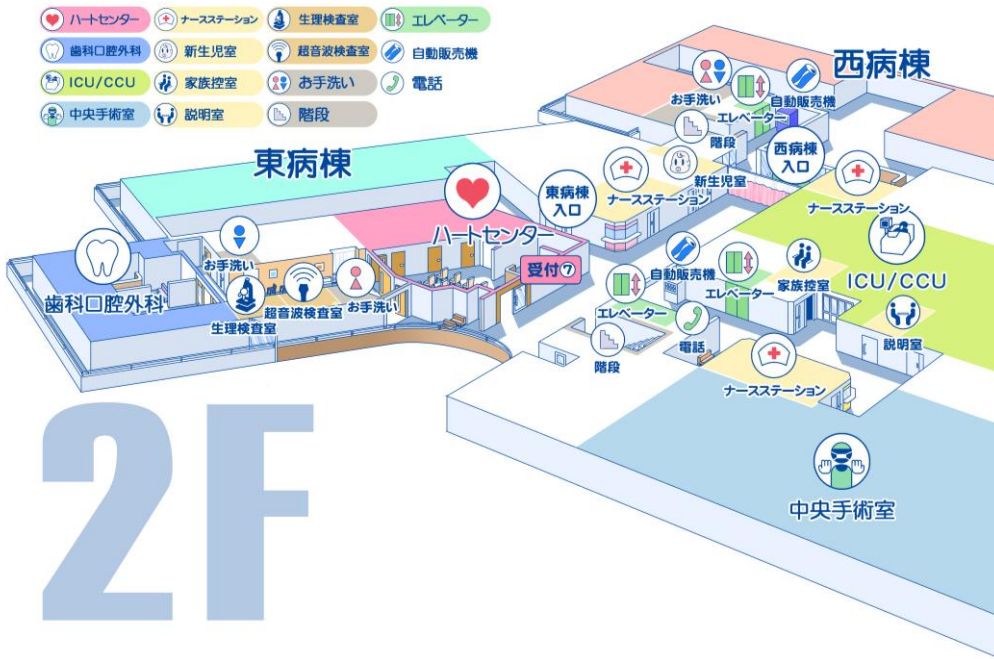 ハートセンター
ナースステーション
生理検査室
エレベーター
歯科口腔外科
新生児室
超音波検査室
自動販売機
ICU/CCU
家族控室
お手洗い
電話
中央手術室
説明室
階段
西病棟
お手洗い
エレベーター
自動販売機
階段
西病棟
入口
東病棟
新生児室
ナースステーション
東病棟
入口
ナースステーション
ハートセンター
ICU/CCU
お手洗い
受付⑦
自動販売機
エレベーター
家族控室
歯科口腔外科
生理検査室
超音波検査室
お手洗い
エレベーター
電話
説明室
階段
ナースステーション
中央手術室
2F